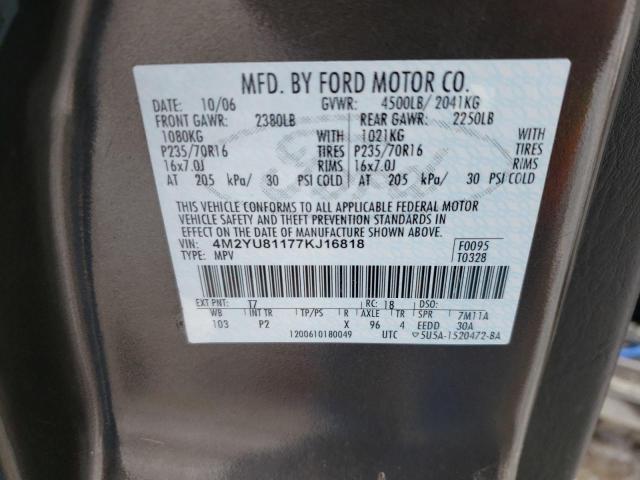 MFD. BY FORD MOTOR CO.
DATE: 10/06 GVWR: 4500LB/ 2041KG
FRONT GAWR: 2380LB REAR GAWR: 2250LB
1080KG WITH 1021KG WITH
P235/70R16 TIRES P235/70R16 TIRES
16x7.0J RIMS 16x7.0J RIMS
AT 205 kPa/ 30 PSI COLD AT 205 kPa/ 30 PSI COLD
THIS VEHICLE CONFORMS TO ALL APPLICABLE FEDERAL MOTOR
VEHICLE SAFETY AND THEFT PREVENTION STANDARDS IN
EFFECT ON THE DATE OF MANUFACTURE SHOWN ABOVE.
VIN: 4M2YU81177KJ16818 F0095
TYPE: MPV T0328
EXT PNT: T7 RC: 18 DSO:
WB INT TR TP/PS R AXLE TR SPR 7M11A
103 P2 X 96 4 EEDD 30A
1200610180049 UTC 5U5A-1520472-BA